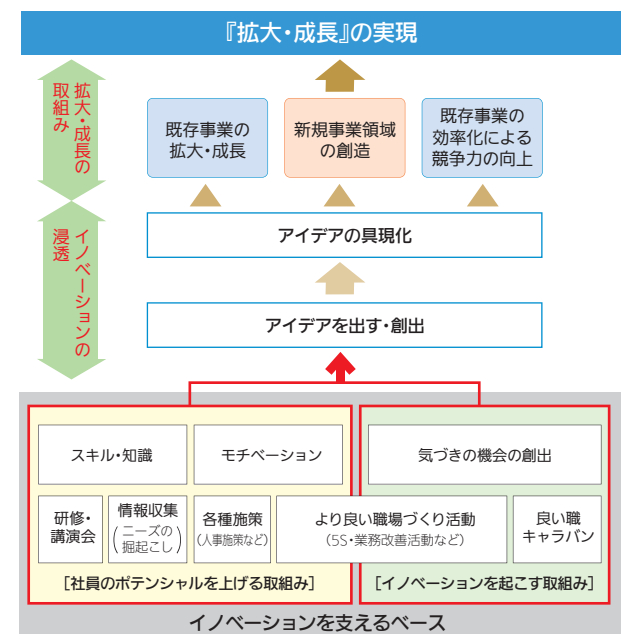 『拡大・成長』の実現
拡大・成長の
取組み
既存事業の
拡大・成長
新規事業領域
の創造
既存事業の
効率化による
競争力の向上
イノベーションの
浸透
アイデアの具現化
アイデアを出す・創出
スキル・知識
モチベーション
気づきの機会の創出
研修・
講演会
情報収集
(ニーズの
掘起こし)
各種施策
(人事施策など)
より良い職場づくり活動
(5S・業務改善活動など)
良い職
キャラバン
[社員のポテンシャルを上げる取組み]
[イノベーションを起こす取組み]
イノベーションを支えるベース